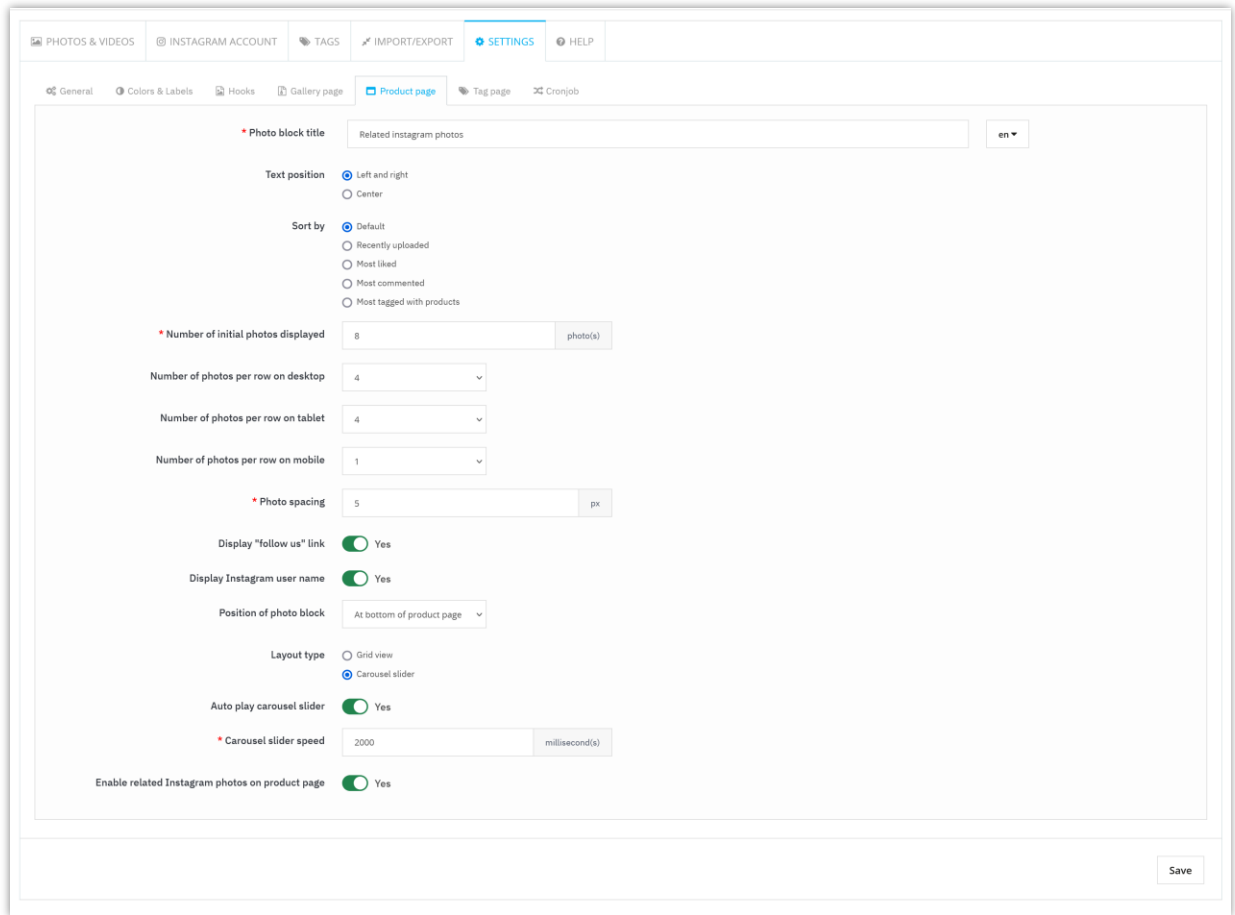 PHOTOS & VIDEOS INSTAGRAM ACCOUNT TAGS IMPORT/EXPORT SETTINGS HELP
General Colors & Labels Hooks Gallery page Product page Tag page Cronjob
* Photo block title Related instagram photos en
Text position Left and right
Center
Sort by Default
Recently uploaded
Most liked
Most commented
Most tagged with products
* Number of initial photos displayed 8 photo(s)
Number of photos per row on desktop 4
Number of photos per row on tablet 4
Number of photos per row on mobile 1
* Photo spacing 5 px
Display "follow us" link Yes
Display Instagram user name Yes
Position of photo block At bottom of product page
Layout type Grid view
Carousel slider
Auto play carousel slider Yes
* Carousel slider speed 2000 millisecond(s)
Enable related Instagram photos on product page Yes
Save